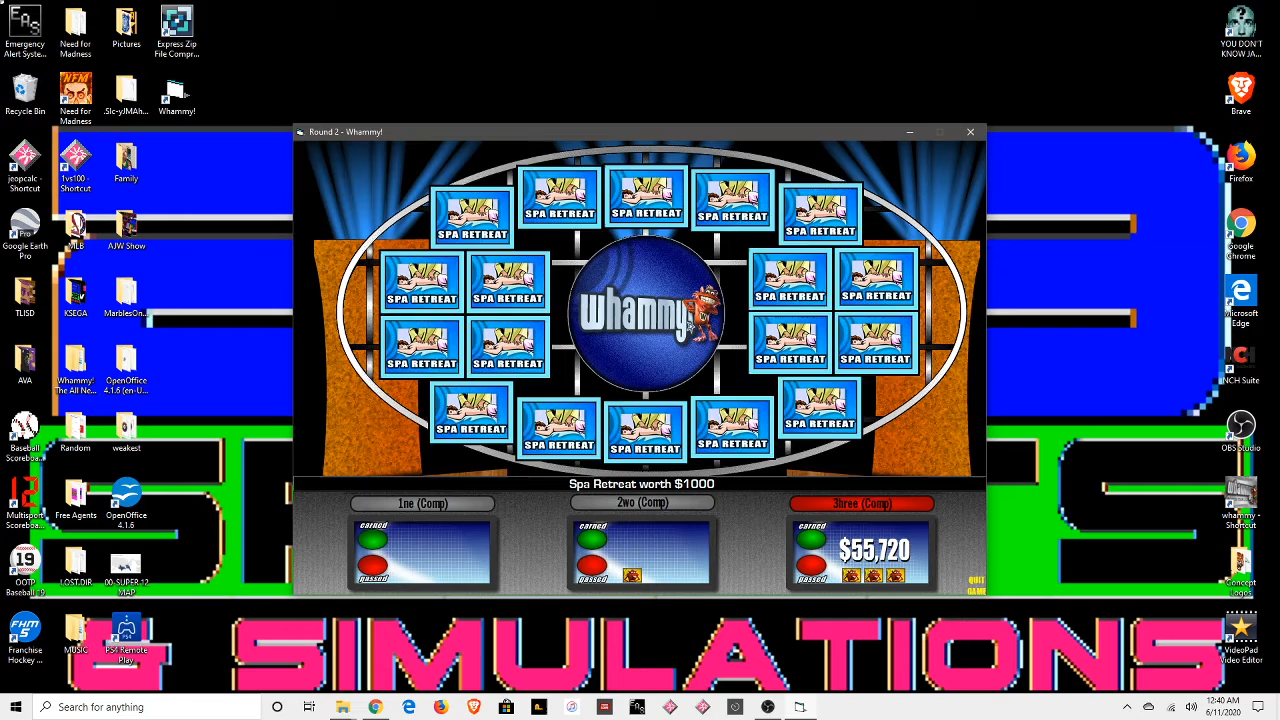 Emergency
Alert Syste...
Need for
Madness
Pictures
Express Zip
File Compr...
YOU DON'T
KNOW JA...
Recycle Bin
Need for
Madness
.Slc-yJMAh...
Whammy!
Brave
jeopcalc -
Shortcut
1vs100 -
Shortcut
Family
Firefox
Google Earth
Pro
MLB
AJW Show
Google
Chrome
TLISD
KSEGA
MarblesOn...
Microsoft
Edge
AVA
Whammy!
The All Ne...
OpenOffice
4.1.6 (en-U...
NCH Suite
Baseball
Scoreboa...
Random
weakest
OBS Studio
Multisport
Scoreboa...
Free Agents
OpenOffice
4.1.6
whammy -
Shortcut
OOTP
Baseball 19
LOST.DIR
00-SUPER 12
MAP
Concept
Logos
Franchise
Hockey ...
MUSIC
PS4 Remote
Play
VideoPad
Video Editor
Round 2 - Whammy!
SPA RETREAT
SPA RETREAT
SPA RETREAT
SPA RETREAT
SPA RETREAT
SPA RETREAT
SPA RETREAT
SPA RETREAT
SPA RETREAT
whammy
SPA RETREAT
SPA RETREAT
SPA RETREAT
SPA RETREAT
SPA RETREAT
SPA RETREAT
SPA RETREAT
SPA RETREAT
SPA RETREAT
Spa Retreat worth $1000
1ne (Comp)
2wo (Comp)
3hree (Comp)
earned
passed
earned
passed
earned
$55,720
passed
QUIT
GAME
& SIMULATIONS
Search for anything
12:40 AM
6/11/2020